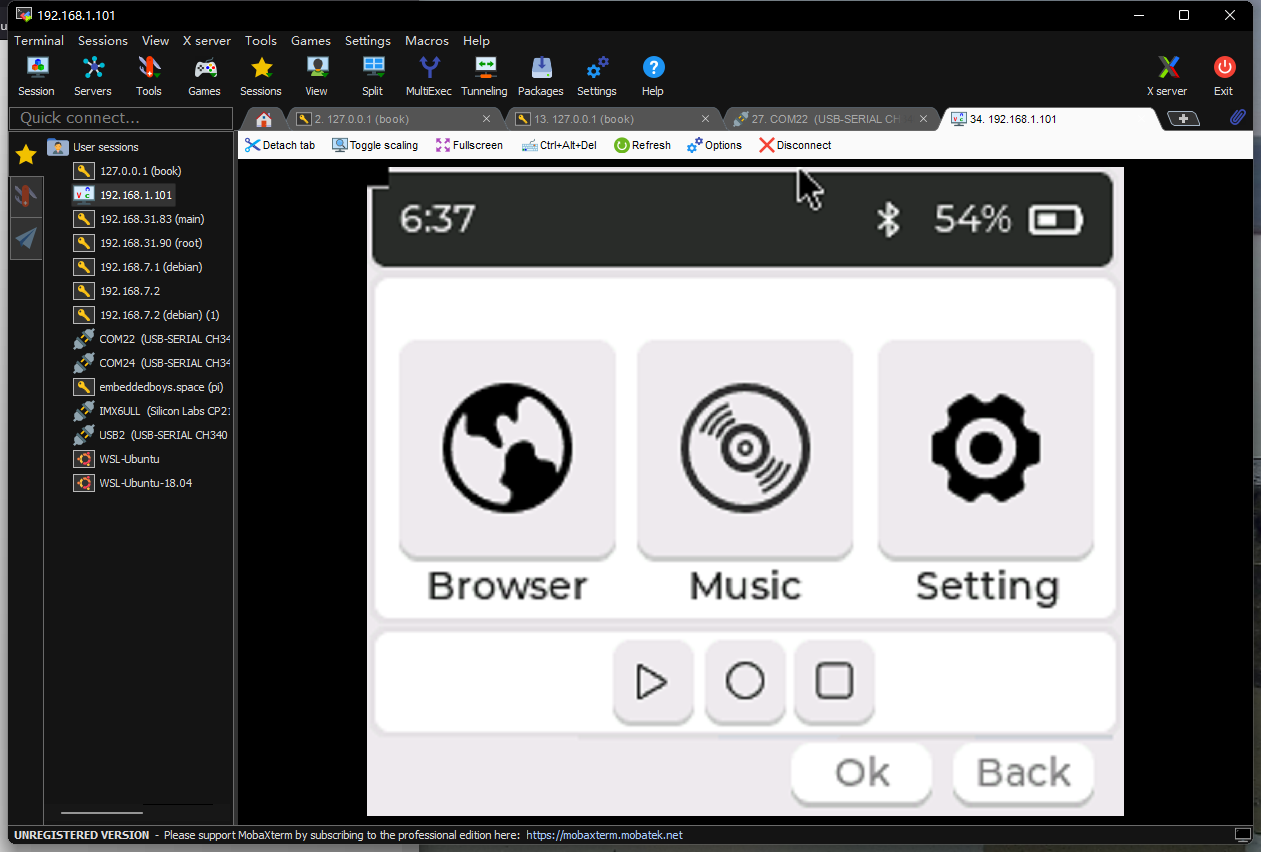 192.168.1.101
Terminal Sessions View X server Tools Games Settings Macros Help
Session Servers Tools Games Sessions View Split MultiExec Tunneling Packages Settings Help X server Exit
Quick connect...
2. 127.0.0.1 (book) 13. 127.0.0.1 (book) 27. COM22 (USB-SERIAL CH 34. 192.168.1.101
Detach tab Toggle scaling Fullscreen Ctrl+Alt+Del Refresh Options Disconnect
User sessions
127.0.0.1 (book)
192.168.1.101
192.168.31.83 (main)
192.168.31.90 (root)
192.168.7.1 (debian)
192.168.7.2
192.168.7.2 (debian) (1)
COM22 (USB-SERIAL CH34
COM24 (USB-SERIAL CH34
embeddedboys.space (pi)
IMX6ULL (Silicon Labs CP21
USB2 (USB-SERIAL CH340
WSL-Ubuntu
WSL-Ubuntu-18.04
6:37 54%
Browser Music Setting
Ok Back
UNREGISTERED VERSION - Please support MobaXterm by subscribing to the professional edition here: https://mobaxterm.mobatek.net